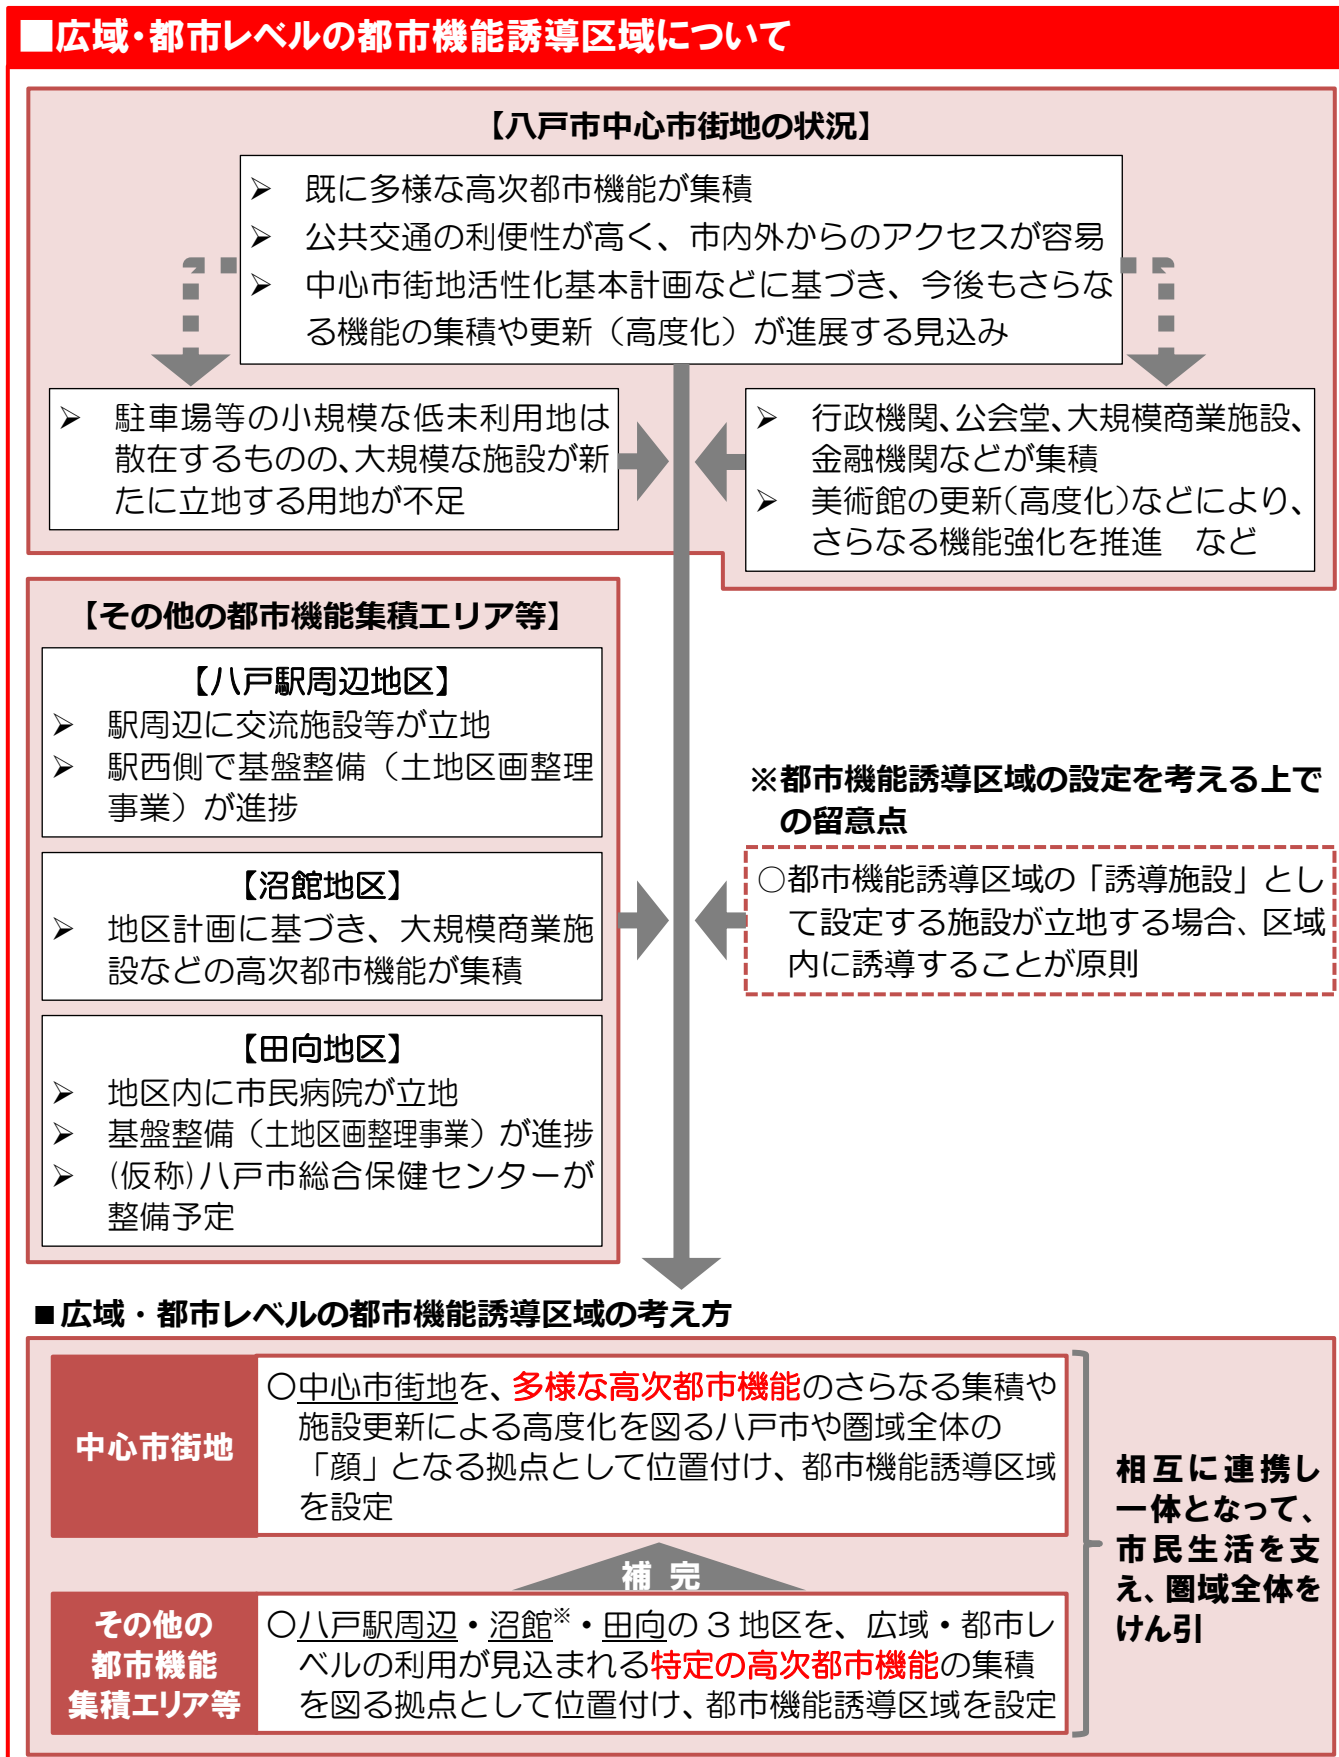 ■広域・都市レベルの都市機能誘導区域について
【八戸市中心市街地の状況】
➢ 既に多様な高次都市機能が集積
➢ 公共交通の利便性が高く、市内外からのアクセスが容易
➢ 中心市街地活性化基本計画などに基づき、今後もさらな
る機能の集積や更新（高度化）が進展する見込み
➢ 駐車場等の小規模な低未利用地は
散在するものの、大規模な施設が新
たに立地する用地が不足
➢ 行政機関、公会堂、大規模商業施設、
金融機関などが集積
➢ 美術館の更新（高度化）などにより、
さらなる機能強化を推進　など
【その他の都市機能集積エリア等】
【八戸駅周辺地区】
➢ 駅周辺に交流施設等が立地
➢ 駅西側で基盤整備（土地区画整理
事業）が進捗
【沼館地区】
➢ 地区計画に基づき、大規模商業施
設などの高次都市機能が集積
【田向地区】
➢ 地区内に市民病院が立地
➢ 基盤整備（土地区画整理事業）が進捗
➢ (仮称)八戸市総合保健センターが
整備予定
※都市機能誘導区域の設定を考える上で
の留意点
○都市機能誘導区域の「誘導施設」とし
て設定する施設が立地する場合、区域
内に誘導することが原則
■広域・都市レベルの都市機能誘導区域の考え方
中心市街地
○中心市街地を、多様な高次都市機能のさらなる集積や
施設更新による高度化を図る八戸市や圏域全体の
「顔」となる拠点として位置付け、都市機能誘導区域
を設定
補完
その他の
都市機能
集積エリア等
○八戸駅周辺・沼館※・田向の３地区を、広域・都市レ
ベルの利用が見込まれる特定の高次都市機能の集積
を図る拠点として位置付け、都市機能誘導区域を設定
相互に連携し
一体となって、
市民生活を支
え、圏域全体を
けん引